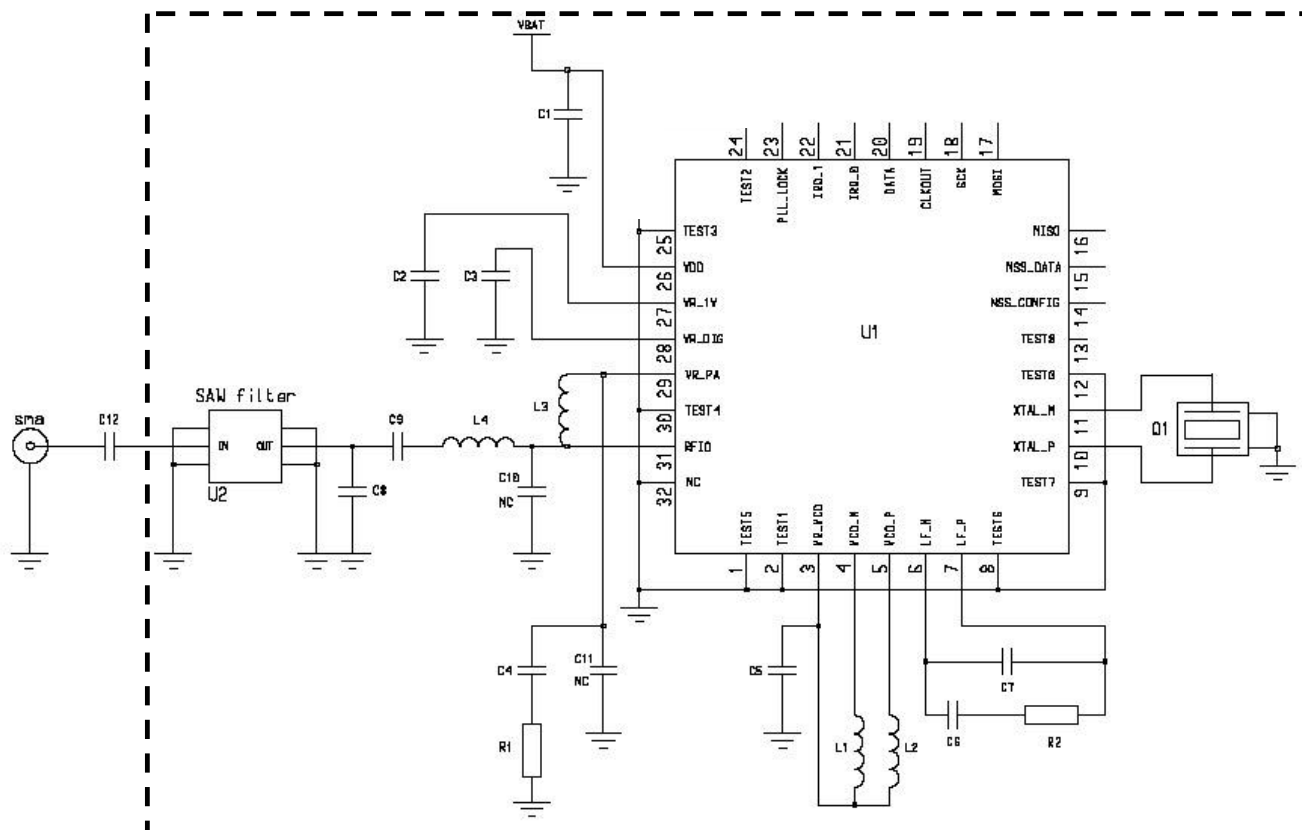 VBAT
C1
24 23 22 21 20 19 18 17
TEST2 PLL_LOCK IRQ_1 IRQ_0 DATA CLKOUT SCK MOSI
TEST3
25
VDD
26
VR_1V
27
VR_DIG
28
VR_PA
29
TEST4
30
RFIO
31
NC
32
MISO
16
NSS_DATA
15
NSS_CONFIG
14
TEST8
13
TEST0
12
XTAL_M
11
XTAL_P
10
TEST7
9
U1
Q1
C2
C3
SAW filter
sma
C12
IN OUT
U2
C8
C9
L4
L3
C10
NC
TEST5 TEST1 VR_VCO VCO_M VCO_P LF_M LF_P TEST6
1 2 3 4 5 6 7 8
C4
C11
NC
R1
C5
L1
L2
C7
C6
R2